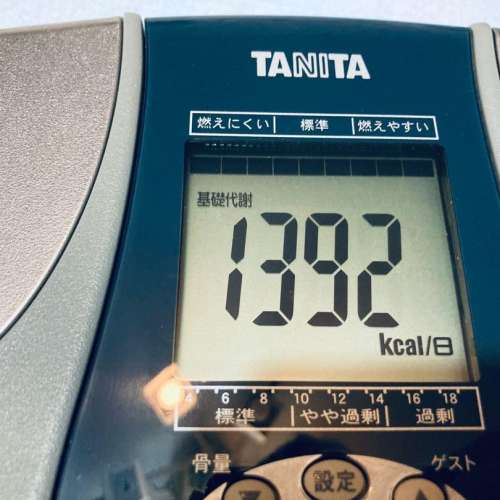 TANITA
燃えにくい 標準 燃えやすい
基礎代謝
1392
kcal/日
4 6 8 10 12 14 16 18
標準 やや過剰 過剰
骨量 設定 ゲスト